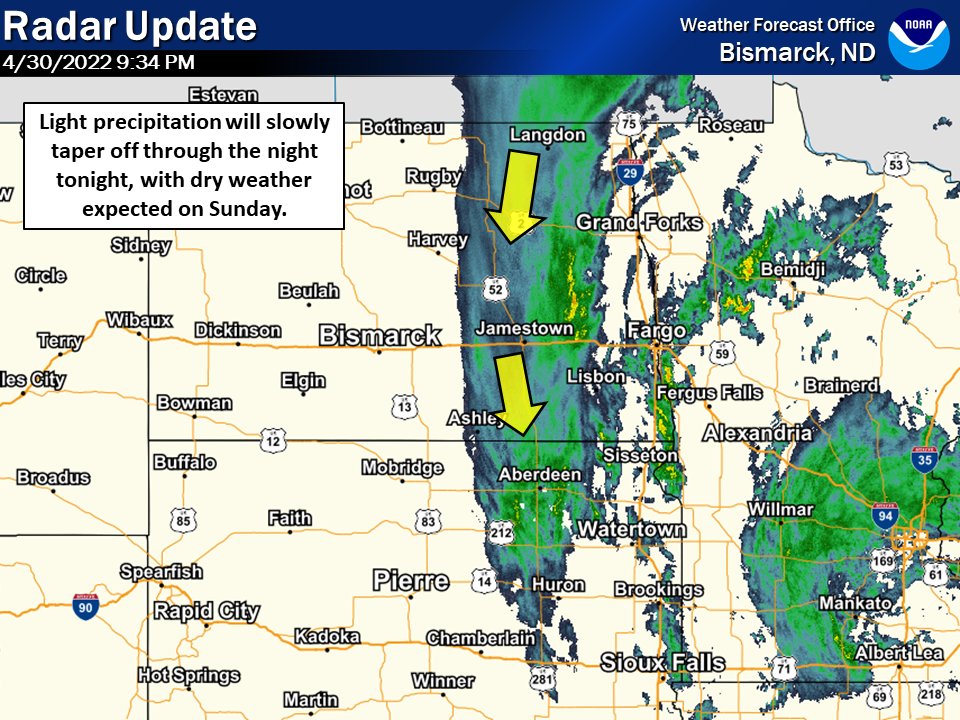 Radar Update
Weather Forecast Office
NOAA
Bismarck, ND
4/30/2022 9:34 PM
Estevan
Light precipitation will slowly
taper off through the night
tonight, with dry weather
expected on Sunday.
Bottineau
Langdon
75
Roseau
29
53
Rugby
not
w
2
Grand Forks
Sidney
Harvey
Circle
Bemidji
Beulah
52
Wibaux
Dickinson
Bismarck
Jamestown
Fargo
Terry
59
les City
Elgin
Lisbon
Fergus Falls
Brainerd
Bowman
13
Ashley
Alexandria
12
Sisseton
35
Buffalo
Mobridge
Aberdeen
Broadus
Willmar
85
Faith
83
212
Watertown
94
169
Spearfish
Pierre
14
Huron
Brookings
61
90
Rapid City
Mankato
Kadoka
Chamberlain
Albert Lea
Hot Springs
Winner
281
Sioux Falls
71
Martin
69
218